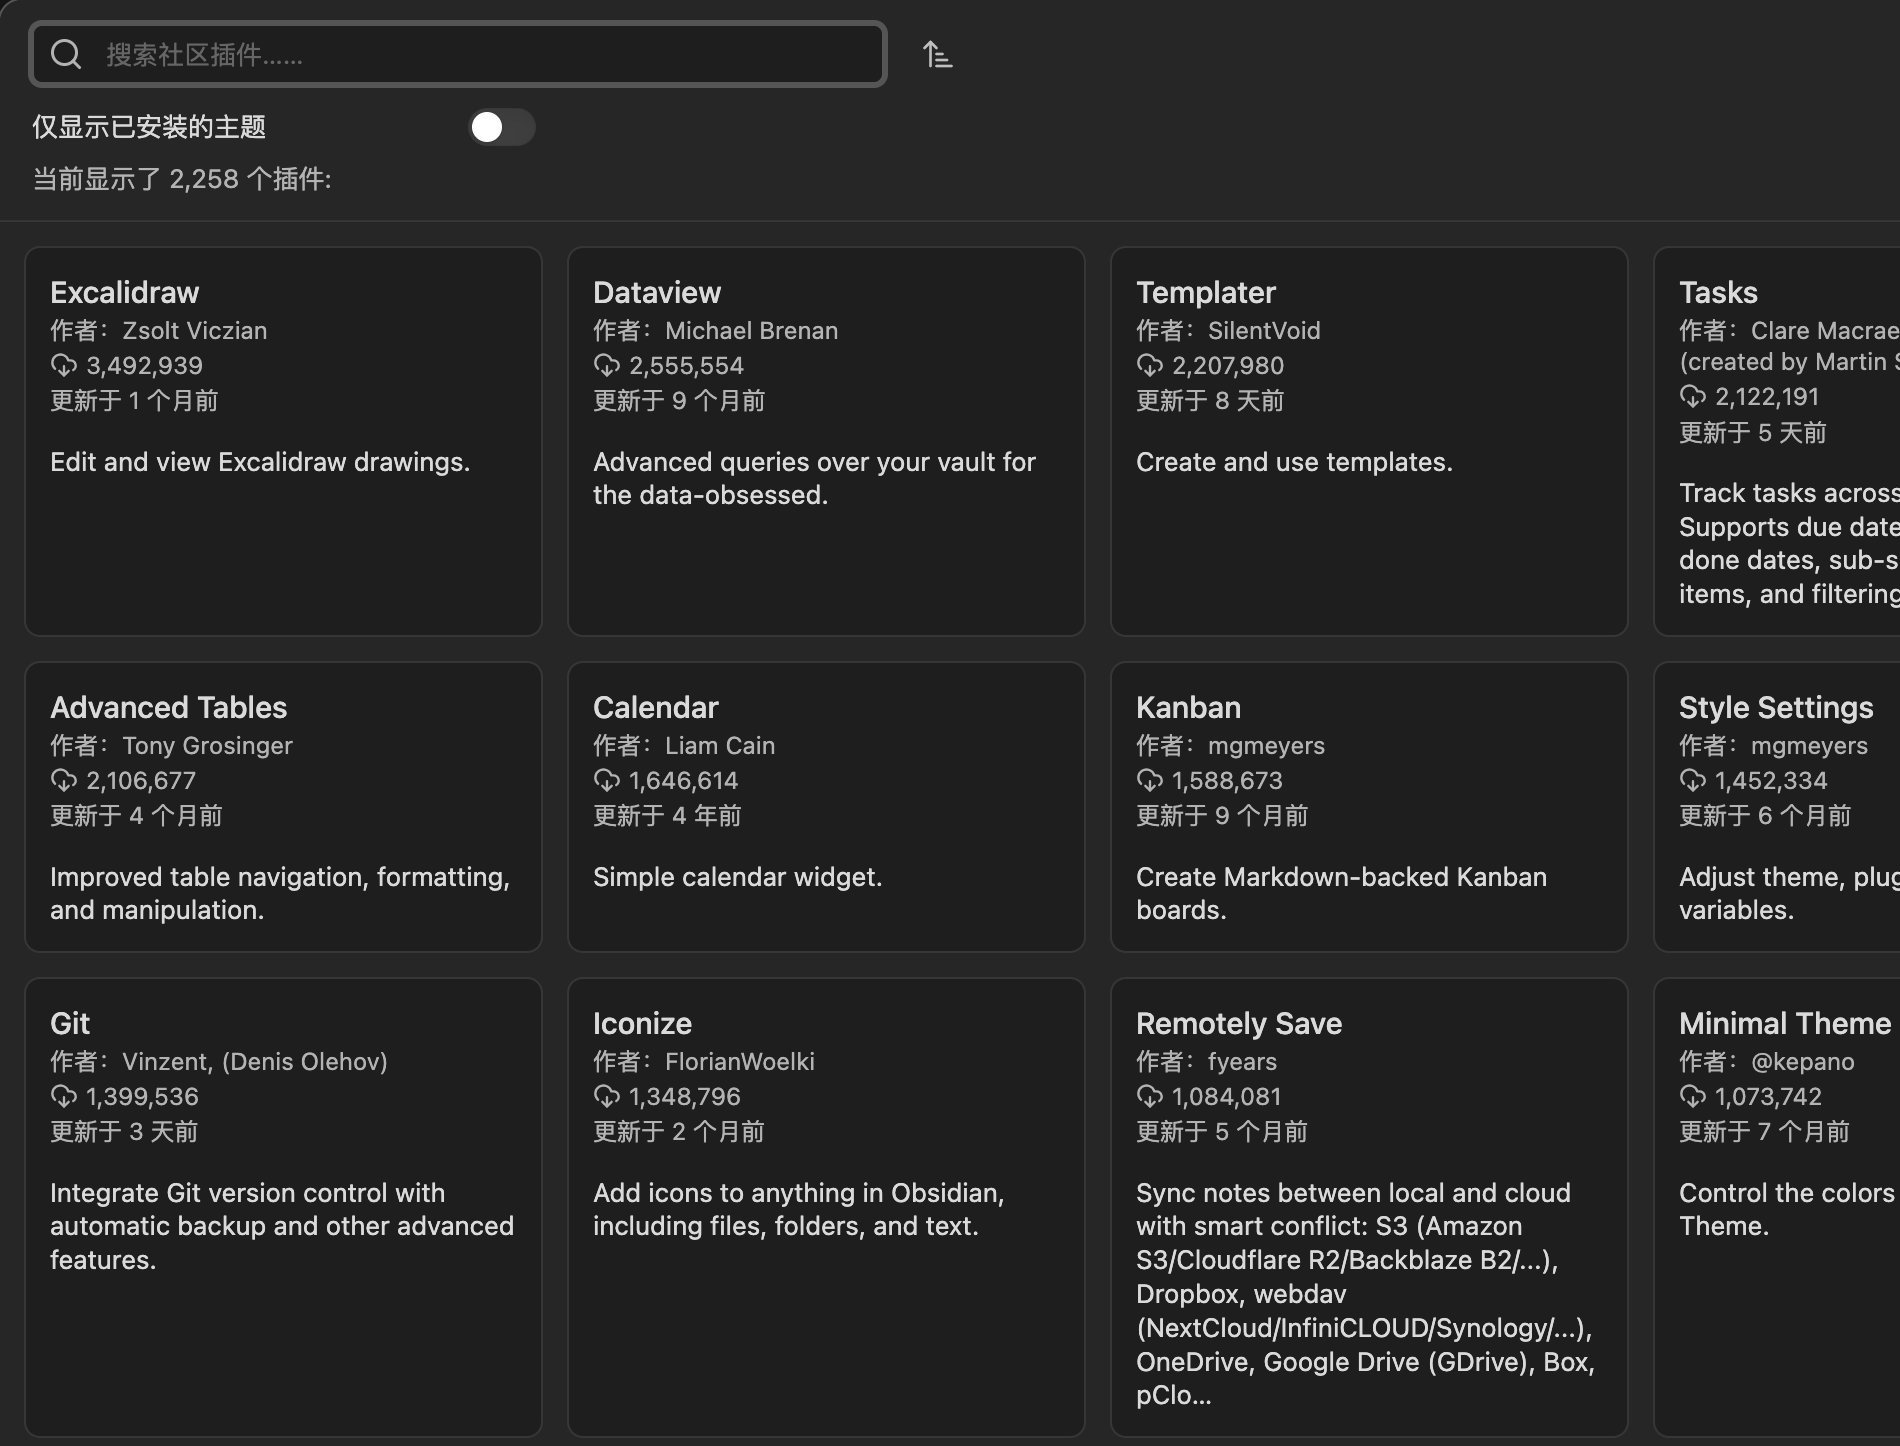 搜索社区插件......
仅显示已安装的主题
当前显示了 2,258 个插件:
Excalidraw
作者：Zsolt Viczian
3,492,939
更新于 1 个月前
Edit and view Excalidraw drawings.
Dataview
作者：Michael Brenan
2,555,554
更新于 9 个月前
Advanced queries over your vault for
the data-obsessed.
Templater
作者：SilentVoid
2,207,980
更新于 8 天前
Create and use templates.
Tasks
作者：Clare Macrae
(created by Martin S
2,122,191
更新于 5 天前
Track tasks across
Supports due date
done dates, sub-s
items, and filtering
Advanced Tables
作者：Tony Grosinger
2,106,677
更新于 4 个月前
Improved table navigation, formatting,
and manipulation.
Calendar
作者：Liam Cain
1,646,614
更新于 4 年前
Simple calendar widget.
Kanban
作者：mgmeyers
1,588,673
更新于 9 个月前
Create Markdown-backed Kanban
boards.
Style Settings
作者：mgmeyers
1,452,334
更新于 6 个月前
Adjust theme, plug
variables.
Git
作者：Vinzent, (Denis Olehov)
1,399,536
更新于 3 天前
Integrate Git version control with
automatic backup and other advanced
features.
Iconize
作者：FlorianWoelki
1,348,796
更新于 2 个月前
Add icons to anything in Obsidian,
including files, folders, and text.
Remotely Save
作者：fyears
1,084,081
更新于 5 个月前
Sync notes between local and cloud
with smart conflict: S3 (Amazon
S3/Cloudflare R2/Backblaze B2/...),
Dropbox, webdav
(NextCloud/InfiniCLOUD/Synology/...),
OneDrive, Google Drive (GDrive), Box,
pClo...
Minimal Theme
作者：@kepano
1,073,742
更新于 7 个月前
Control the colors
Theme.